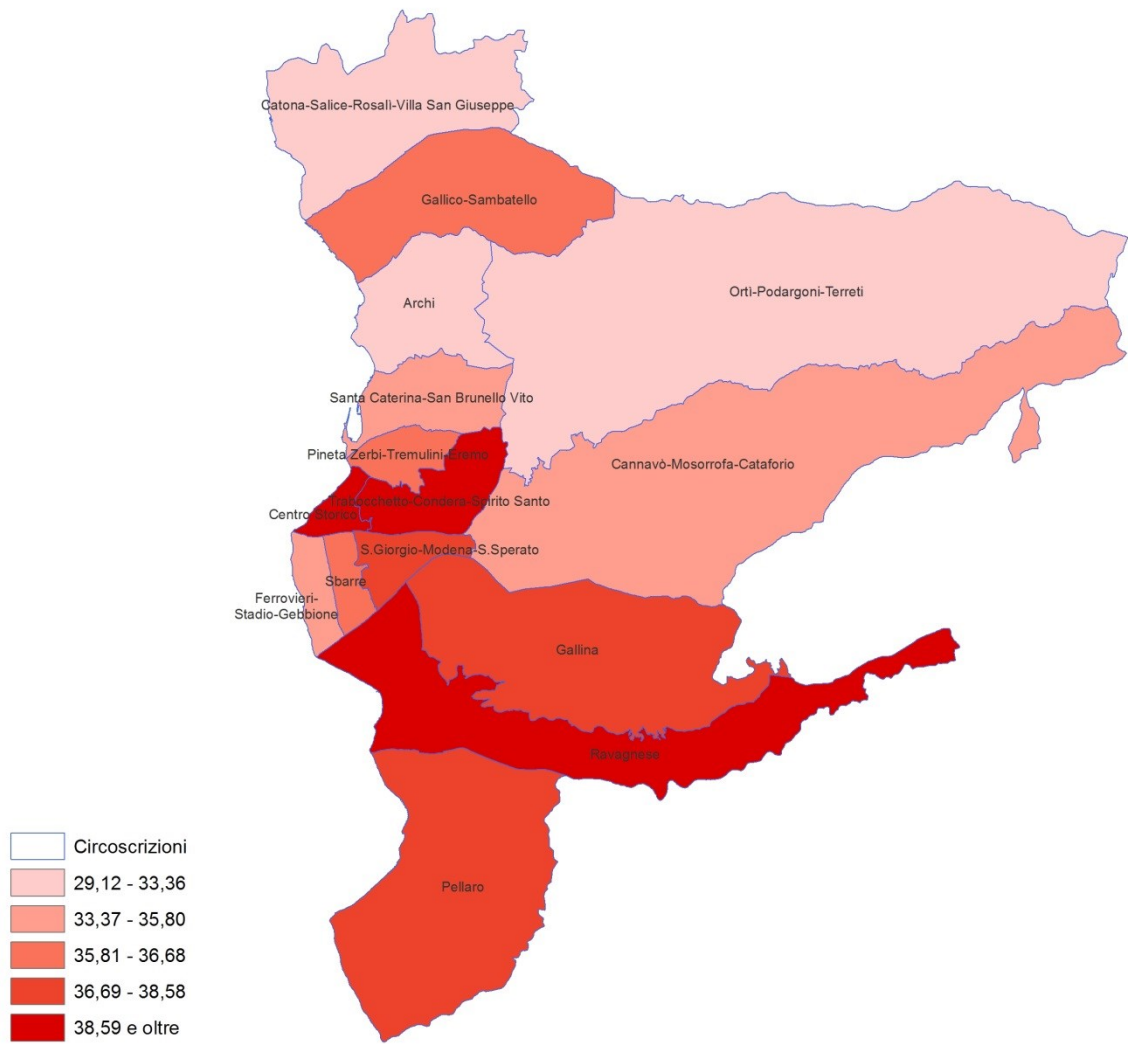 Catona-Salice-Rosalì-Villa San Giuseppe
Gallico-Sambatello
Ortì-Podargoni-Terreti
Archi
Santa Caterina-San Brunello Vito
Pineta Zerbi-Tremulini-Eremo
Cannavò-Mosorrofa-Cataforio
Trabocchetto-Condera-Spirito Santo
Centro Storico
S.Giorgio-Modena-S.Sperato
Sbarre
Ferrovieri-
Stadio-Gebbione
Gallina
Ravagnese
Pellaro
Circoscrizioni
29,12 - 33,36
33,37 - 35,80
35,81 - 36,68
36,69 - 38,58
38,59 e oltre